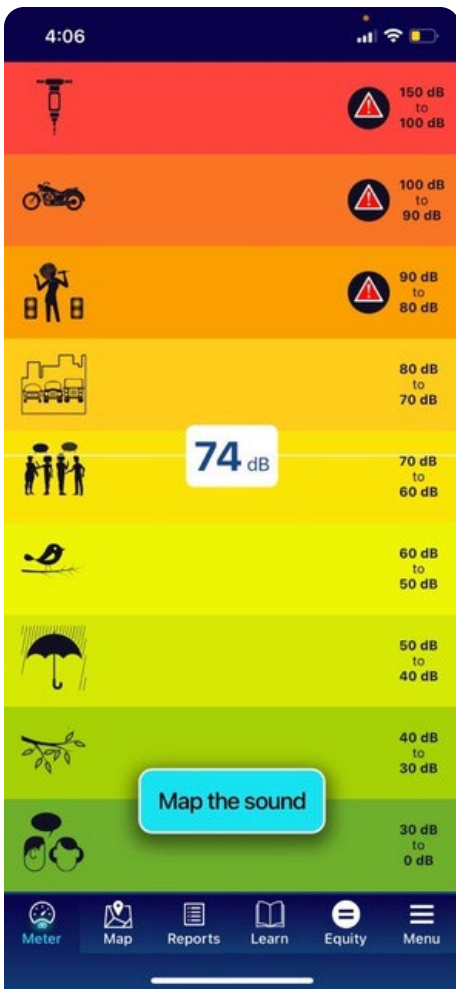 4:06
150 dB
to
100 dB
100 dB
to
90 dB
90 dB
to
80 dB
80 dB
to
70 dB
74 dB
70 dB
to
60 dB
60 dB
to
50 dB
50 dB
to
40 dB
40 dB
to
30 dB
Map the sound
30 dB
to
0 dB
Meter Map Reports Learn Equity Menu